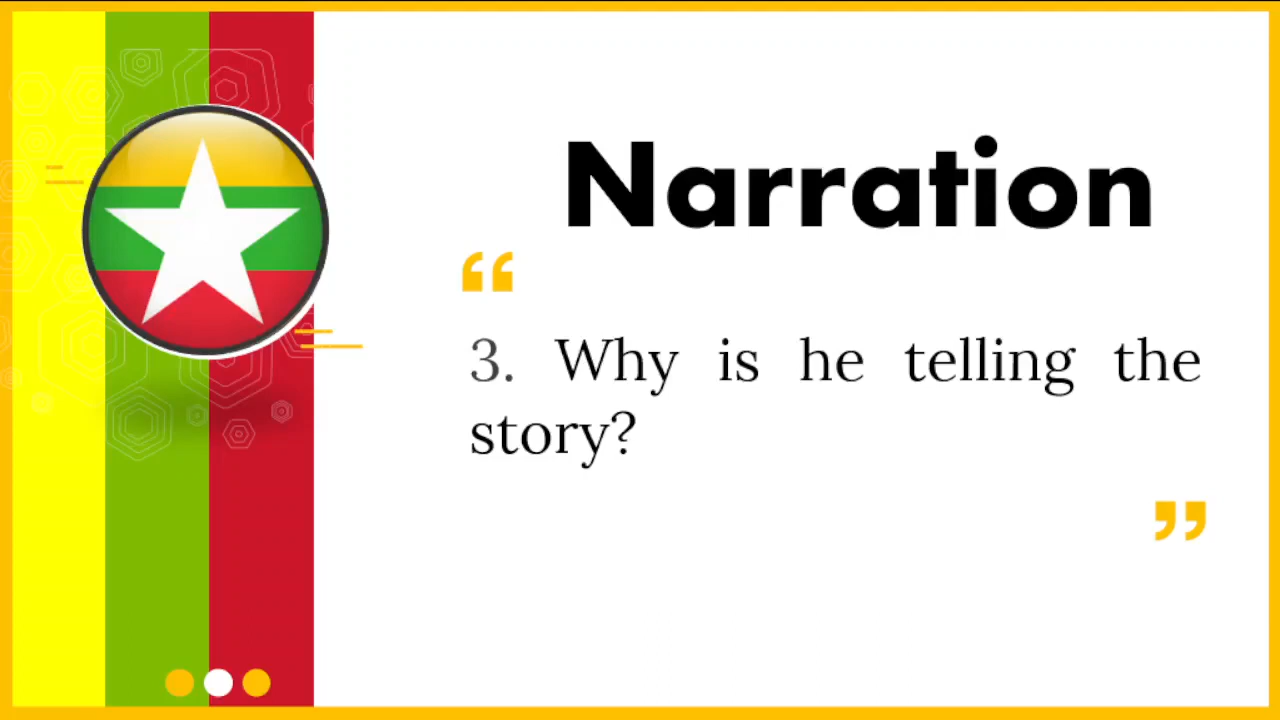 Narration
“
3. Why is he telling the
story?
”